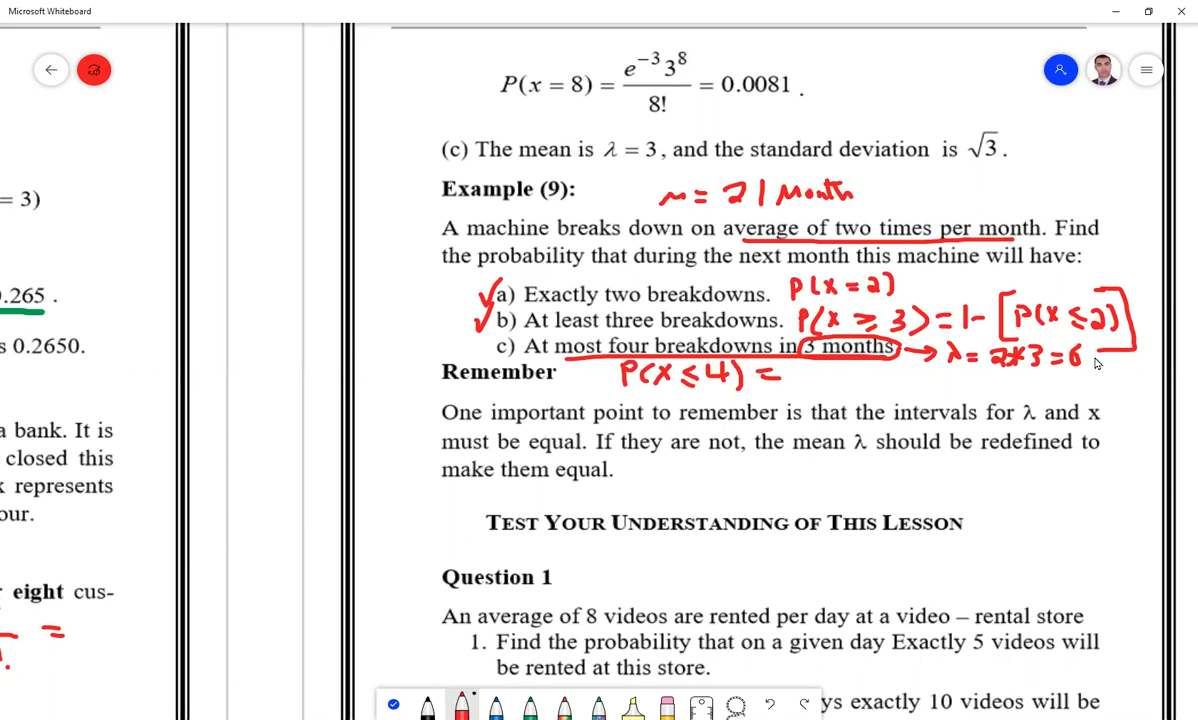 Microsoft Whiteboard
= 3)
0.265 .
s 0.2650.
a bank. It is
closed this
x represents
our.
r eight cus-
=
P(x = 8) = e^{-3} 3^8 / 8! = 0.0081 .
(c) The mean is λ = 3, and the standard deviation is √3.
Example (9): μ = 2 / Month
A machine breaks down on average of two times per month. Find
the probability that during the next month this machine will have:
✓ a) Exactly two breakdowns. P(X = 2)
✓ b) At least three breakdowns. P(X ≥ 3) = 1 - [P(X ≤ 2)]
c) At most four breakdowns in 3 months → λ = 2*3 = 6
Remember P(X ≤ 4) =
One important point to remember is that the intervals for λ and x
must be equal. If they are not, the mean λ should be redefined to
make them equal.
TEST YOUR UNDERSTANDING OF THIS LESSON
Question 1
An average of 8 videos are rented per day at a video – rental store
1. Find the probability that on a given day Exactly 5 videos will
be rented at this store.
ys exactly 10 videos will be